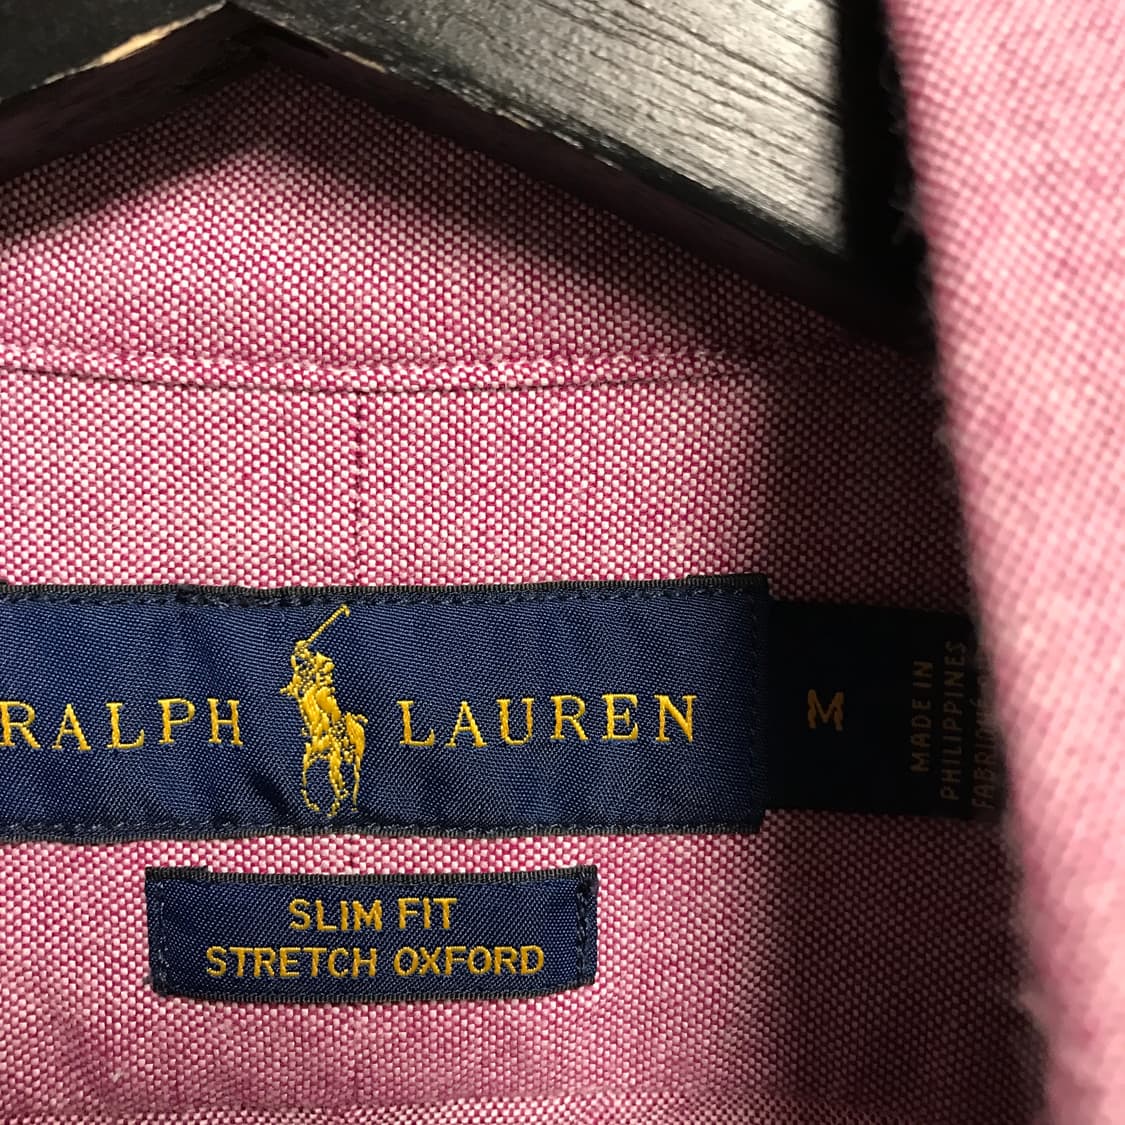 RALPH LAUREN
M
MADE IN
PHILIPPINES
SLIM FIT
STRETCH OXFORD